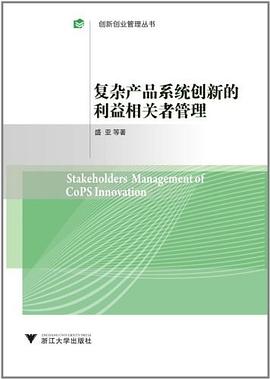 创新创业管理丛书
复杂产品系统创新的
利益相关者管理
盛 亚 等著
Stakeholders Management of
CoPS Innovation
ZHEJIANG UNIVERSITY PRESS
浙江大学出版社